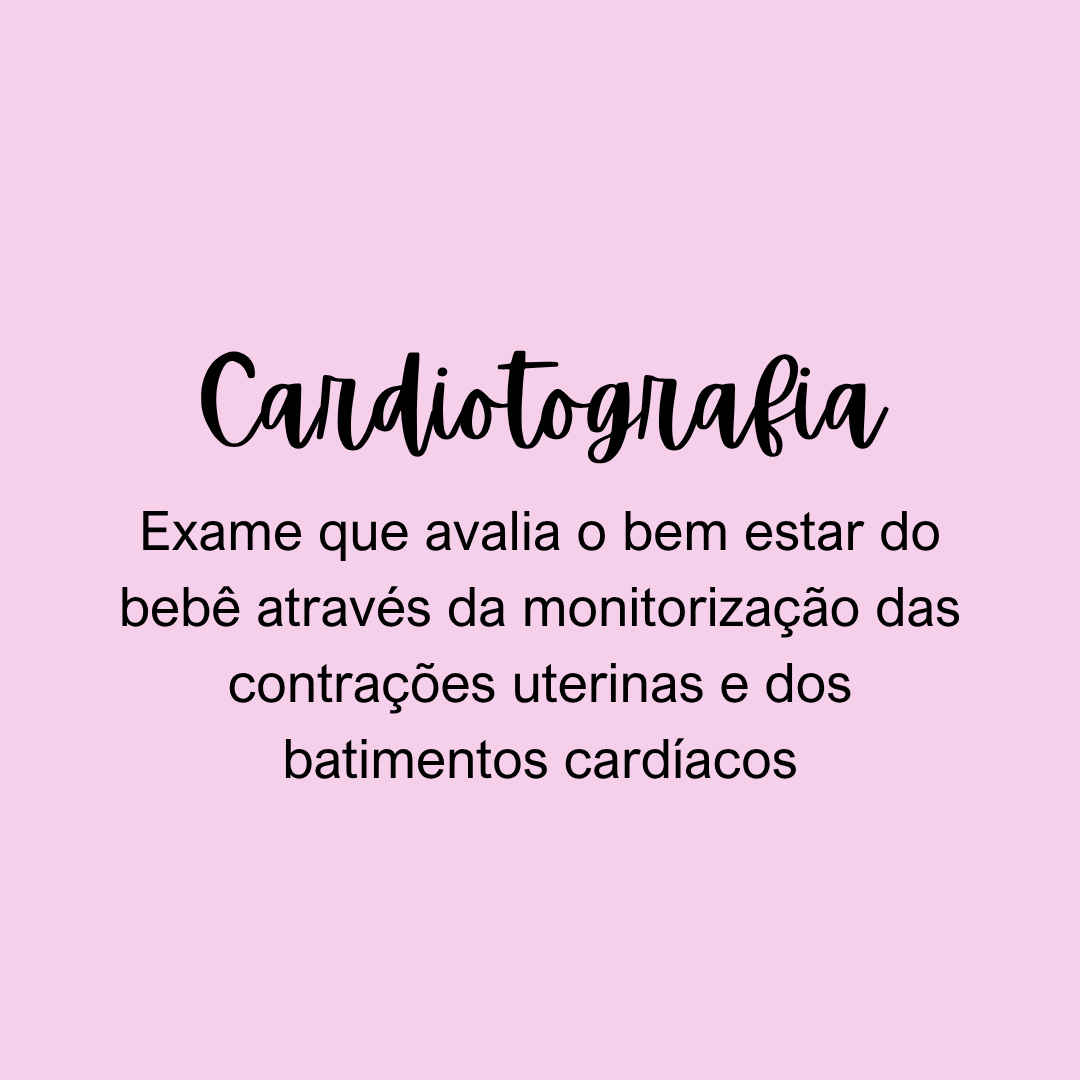 Cardiotografia
Exame que avalia o bem estar do
bebê através da monitorização das
contrações uterinas e dos
batimentos cardíacos